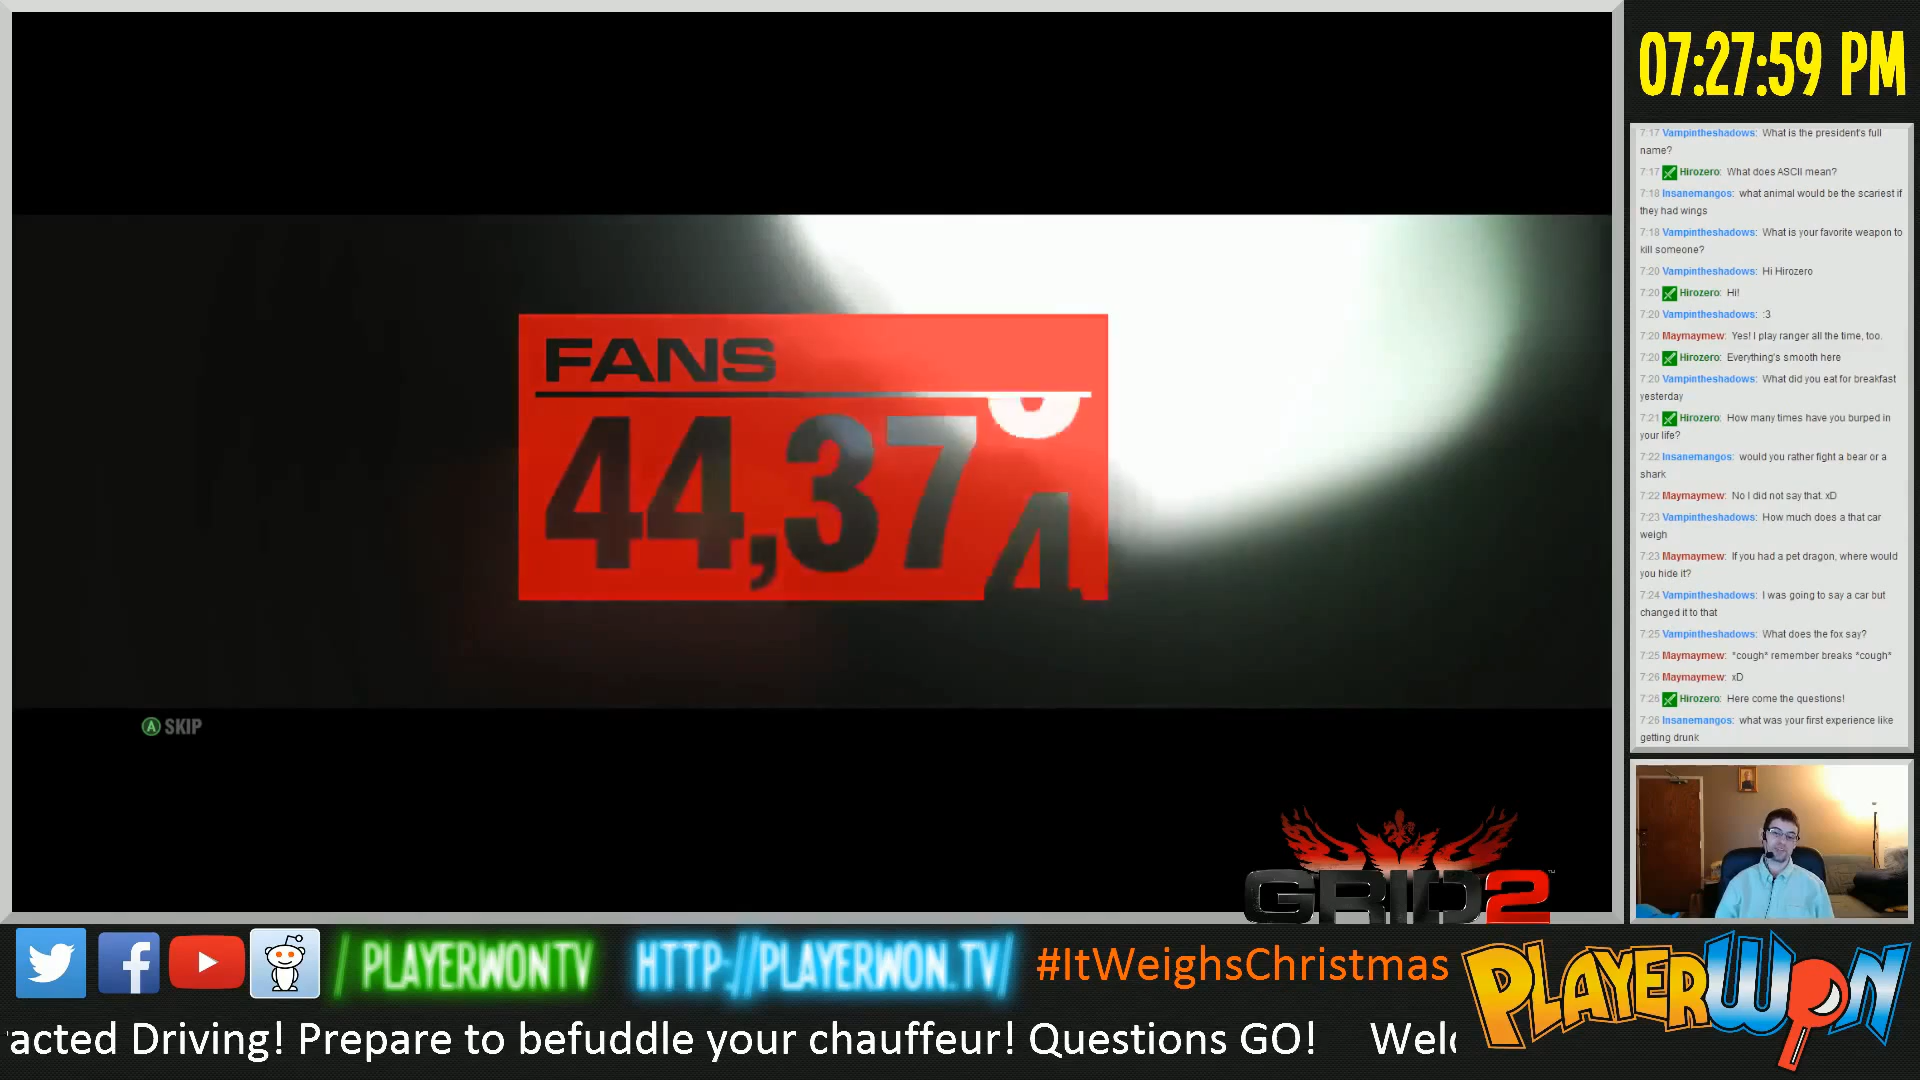 07:27:59 PM
7:17 Vampintheshadows: What is the president's full
name?
7:17 Hirozero: What does ASCII mean?
7:18 Insanemangos: what animal would be the scariest if
they had wings
7:18 Vampintheshadows: What is your favorite weapon to
kill someone?
7:20 Vampintheshadows: Hi Hirozero
7:20 Hirozero: Hi!
7:20 Vampintheshadows: :3
7:20 Maymaymew: Yes! I play ranger all the time, too.
7:20 Hirozero: Everything's smooth here
7:20 Vampintheshadows: What did you eat for breakfast
yesterday
7:21 Hirozero: How many times have you burped in
your life?
7:22 Insanemangos: would you rather fight a bear or a
shark
7:22 Maymaymew: No I did not say that. xD
7:23 Vampintheshadows: How much does a that car
weigh
7:23 Maymaymew: If you had a pet dragon, where would
you hide it?
7:24 Vampintheshadows: I was going to say a car but
changed it to that
7:25 Vampintheshadows: What does the fox say?
7:25 Maymaymew: *cough* remember breaks *cough*
7:26 Maymaymew: xD
7:26 Hirozero: Here come the questions!
7:26 Insanemangos: what was your first experience like
getting drunk
FANS
44,37
A SKIP
GRID 2
/ PLAYERWONTV HTTP://PLAYERWON.TV/ #ItWeighsChristmas
PLAYERWON
acted Driving! Prepare to befuddle your chauffeur! Questions GO! Welc